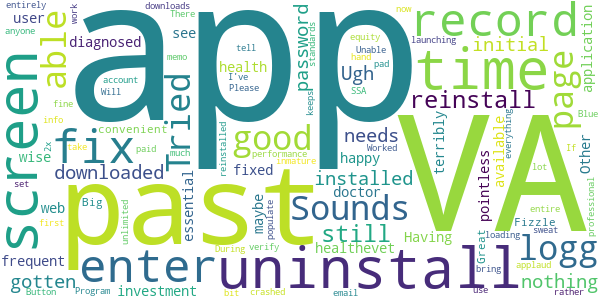 entirely downloads
anyone work There
user able see
diagnosed
app
tell I've Please
Will account
memo
health
password
standards keeps
equity
Unable
hand pad
SSA
Ugh
now
launching
record
initial
application
time
page
screen
fix
Tried
good
needs
reinstall
VA
fine info 2x
convenient
wise
take paid much
reinstalled
performance
immature
fixed happy
terribly
pointless
available
everything
Blue
If
lot
Other
downloaded
essential
installed
doctor
past
Sounds
set web Big
maybe
populate
unlimited
still
healthevet
Having
Great
loading
entire
professional
Fizzle
sweat
logg
first
frequent
enter
uninstall
gotten
Button
Program
investment
During verify
bit crashed
email
Worked
bring
use
applaud
rather